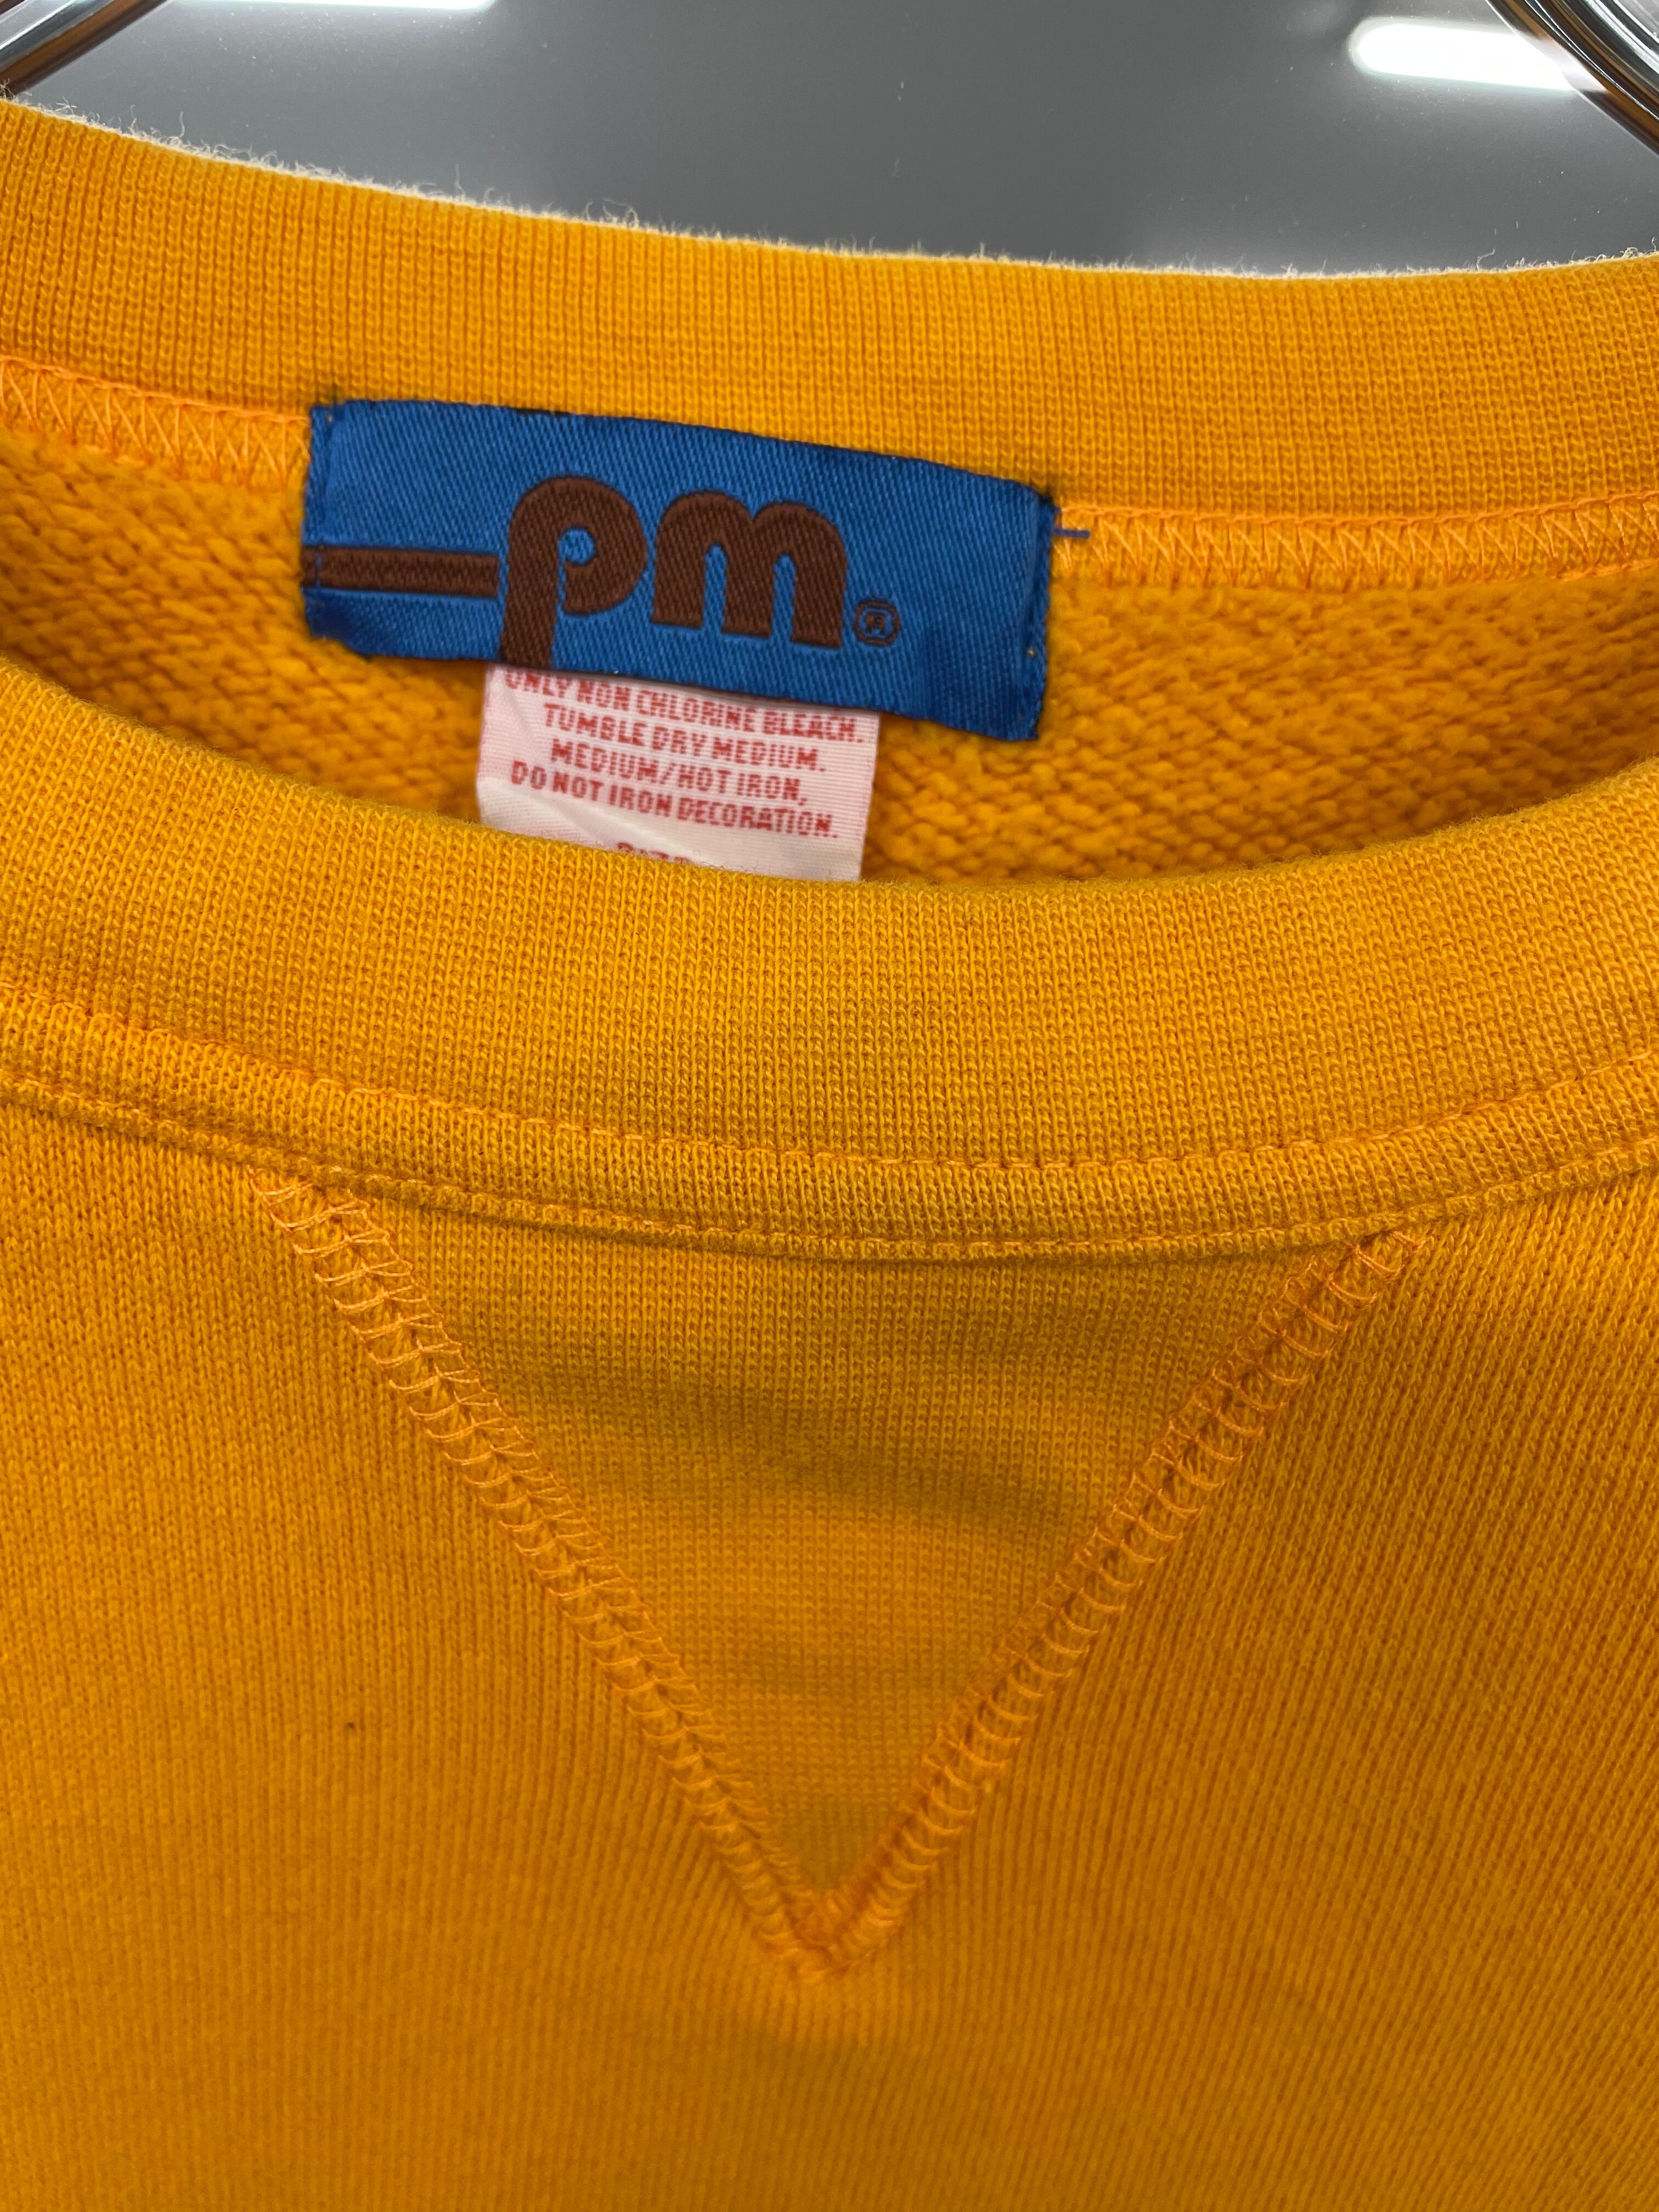 pm®
ONLY NON CHLORINE BLEACH.
TUMBLE DRY MEDIUM.
MEDIUM/HOT IRON,
DO NOT IRON DECORATION.